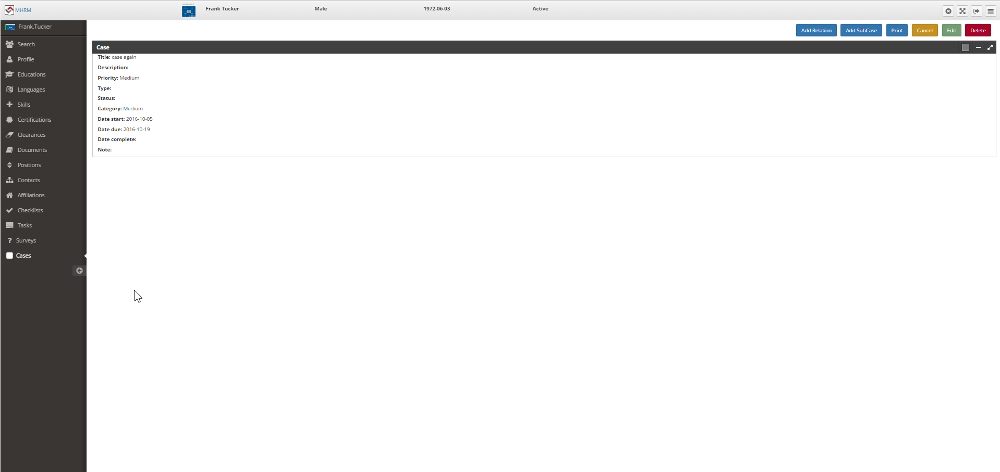 MHRM
Frank Tucker
Male
1972-06-03
Active
Frank.Tucker
Search
Profile
Educations
Languages
Skills
Certifications
Clearances
Documents
Positions
Contacts
Affiliations
Checklists
Tasks
? Surveys
Cases
Add Relation
Add SubCase
Print
Cancel
Edit
Delete
Case
Title: case again
Description:
Priority: Medium
Type:
Status:
Category: Medium
Date start: 2016-10-05
Date due: 2016-10-19
Date complete:
Note: